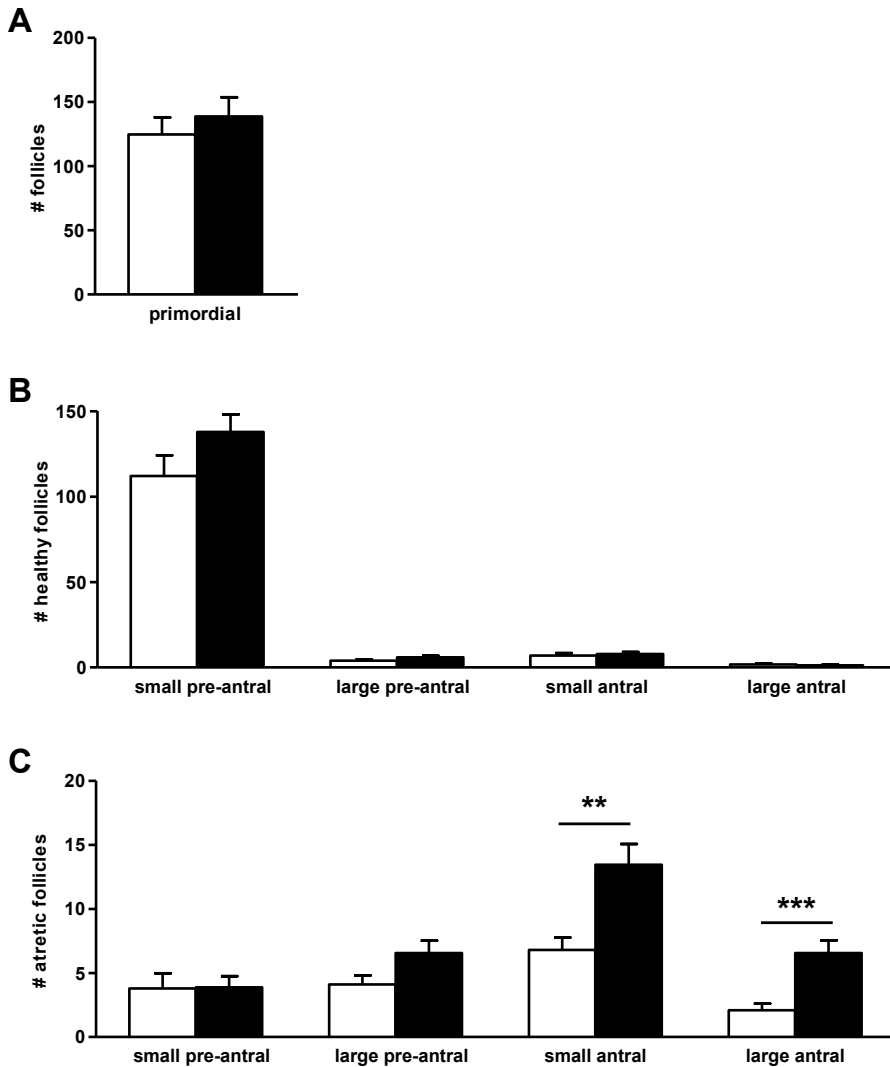 A
# follicles
200
150
100
50
0
primordial
B
# healthy follicles
150
100
50
0
small pre-antral large pre-antral small antral large antral
C
# atretic follicles
20
15
10
5
0
**
***
small pre-antral large pre-antral small antral large antral